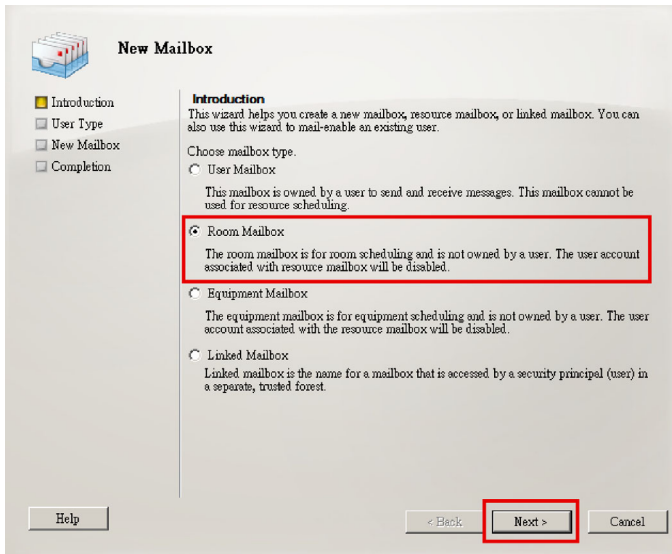 New Mailbox
Introduction
User Type
New Mailbox
Completion
Introduction
This wizard helps you create a new mailbox, resource mailbox, or linked mailbox. You can
also use this wizard to mail-enable an existing user.
Choose mailbox type.
User Mailbox
This mailbox is owned by a user to send and receive messages. This mailbox cannot be
used for resource scheduling.
Room Mailbox
The room mailbox is for room scheduling and is not owned by a user. The user account
associated with resource mailbox will be disabled.
Equipment Mailbox
The equipment mailbox is for equipment scheduling and is not owned by a user. The user
account associated with the resource mailbox will be disabled.
Linked Mailbox
Linked mailbox is the name for a mailbox that is accessed by a security principal (user) in
a separate, trusted forest.
Help
< Back
Next >
Cancel